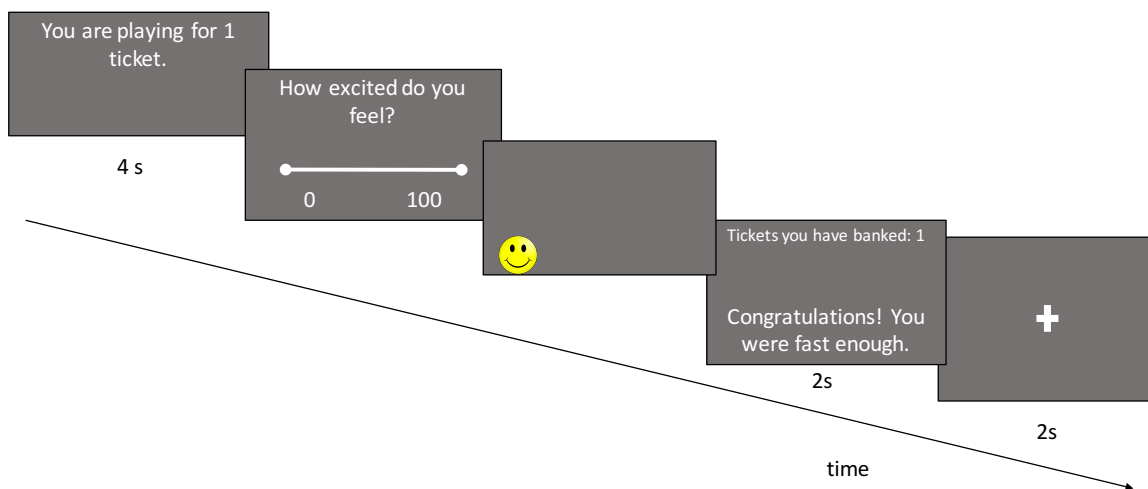 You are playing for 1
ticket.
4 s
How excited do you
feel?
0 100
Tickets you have banked: 1
Congratulations! You
were fast enough.
2s
2s
time